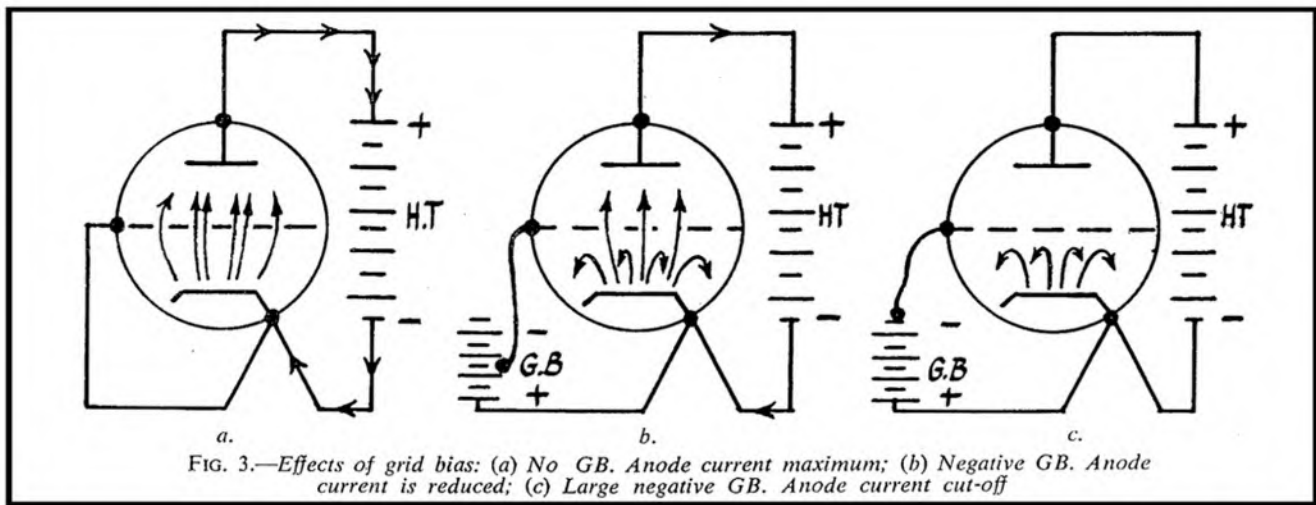 +
H.T
-
+
HT
-
-
G.B
+
+
HT
-
-
G.B
+
a.
b.
c.
FIG. 3.—Effects of grid bias: (a) No GB. Anode current maximum; (b) Negative GB. Anode
current is reduced; (c) Large negative GB. Anode current cut-off